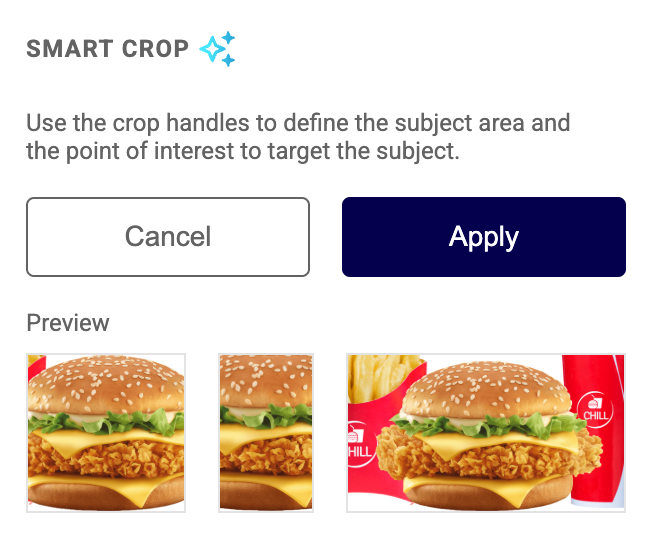 SMART CROP
Use the crop handles to define the subject area and
the point of interest to target the subject.
Cancel
Apply
Preview
HILL
CHILL